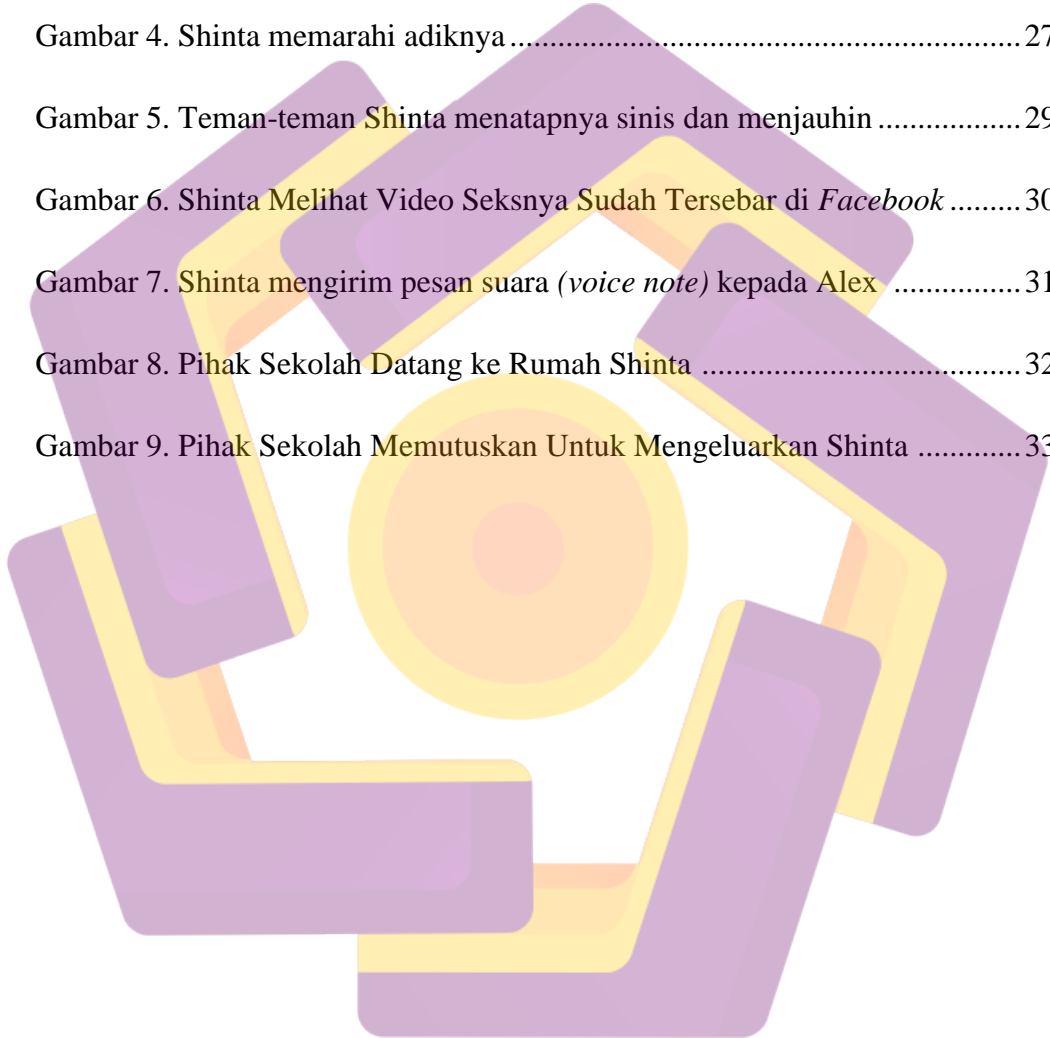 Gambar 4. Shinta memarahi adiknya ................................................................ 27
Gambar 5. Teman-teman Shinta menatapnya sinis dan menjauhin .................. 29
Gambar 6. Shinta Melihat Video Seksnya Sudah Tersebar di Facebook ......... 30
Gambar 7. Shinta mengirim pesan suara (voice note) kepada Alex ................ 31
Gambar 8. Pihak Sekolah Datang ke Rumah Shinta ........................................ 32
Gambar 9. Pihak Sekolah Memutuskan Untuk Mengeluarkan Shinta ............. 33